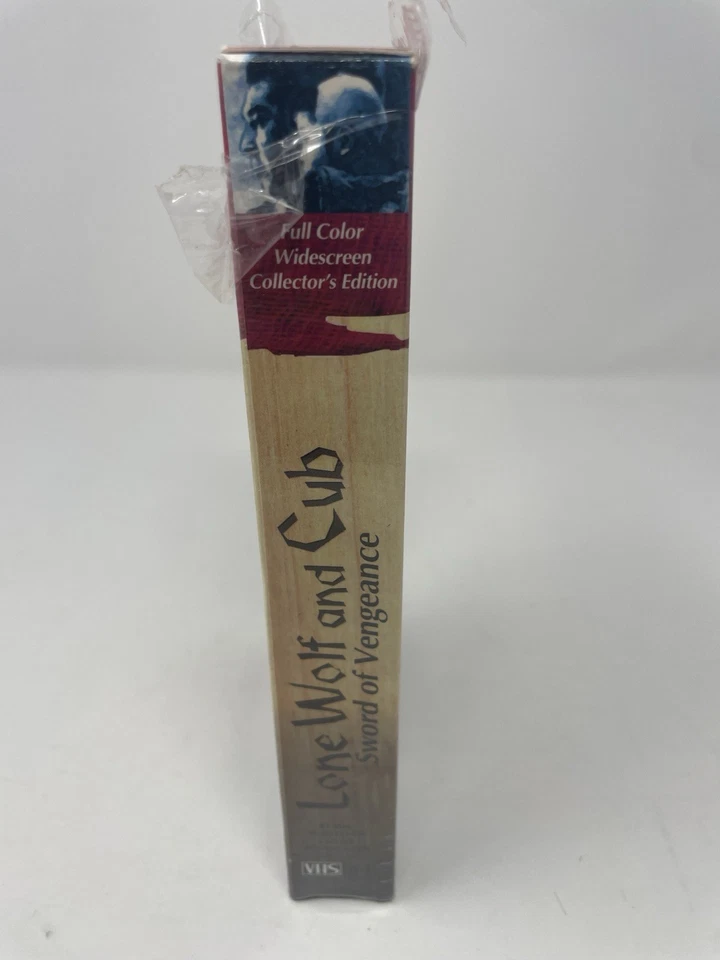 Full Color
Widescreen
Collector's Edition
Lone Wolf and Cub
Sword of Vengeance
VHS